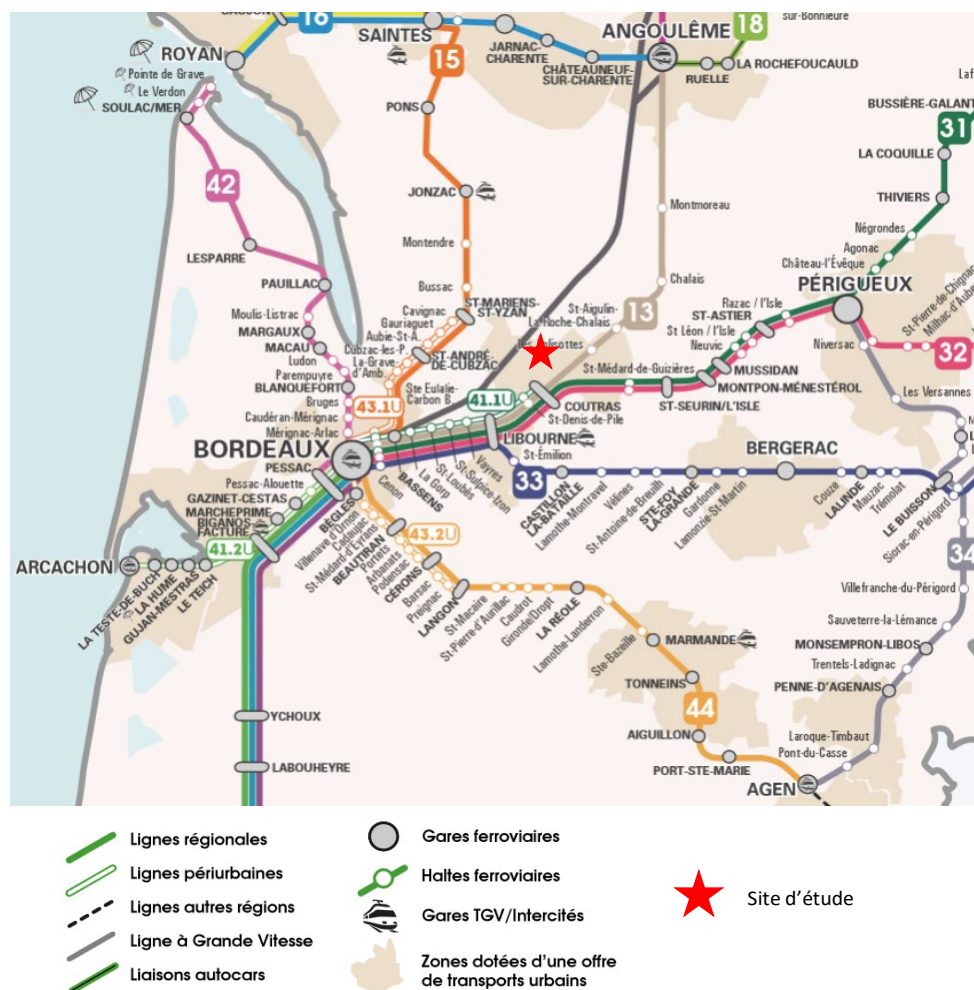 16
SAINTES
ROYAN
ANGOULÊME
18
sur-Bonnieure
JARNAC-
CHARENTE
CHÂTEAUNEUF-
SUR-CHARENTE
RUELLE
LA ROCHEFOUCAULD
Pointe de Grave
Le Verdon
SOULAC/MER
15
PONS
BUSSIÈRE-GALANT
31
LA COQUILLE
42
JONZAC
THIVIERS
Montmoreau
Négrondes
LESPARRE
Montendre
Agonac
Château-l'Évêque
PAUILLAC
Bussac
Chalais
PÉRIGUEUX
Moulis-Listrac
MARGAUX
MACAU
Ludon
Parempuyre
BLANQUEFORT
Bruges
Caudéran-Mérignac
Mérignac-Arlac
Cavignac
Gauriaguet
Aubie-St-A.
Cubzac-les-P.
La-Grave-
d'Amb.
ST-MARIENS-
ST-YZAN
ST-ANDRÉ-
DE-CUBZAC
Ste Eulalie-
Carbon B.
43.1U
41.1U
St-Aigulin-
La Roche-Chalais
13
Razac / l'Isle
ST-ASTIER
St Léon / l'Isle
Neuvic
MUSSIDAN
MONTPON-MÉNESTÉROL
St-Médard-de-Guizières
ST-SEURIN/L'ISLE
COUTRAS
St-Denis-de-Pile
LIBOURNE
St-Émilion
Niversac
St-Pierre-de-Chignac
32
Les Versannes
BORDEAUX
PESSAC
Pessac-Alouette
GAZINET-CESTAS
MARCHEPRIME
BIGANOS-
FACTURE
41.2U
ARCACHON
LA TESTE-DE-BUCH
LA HUME
GUJAN-MESTRAS
LE TEICH
Cenon
BASSENS
La Gorp
St-Loubès
St-Sulpice-Izon
Vayres
33
CASTILLON
LA-BATAILLE
Lamothe-Montravel
Vélines
St-Antoine-de-Breuilh
STE-FOY
LA-GRANDE
Gardonne
Lamonzie-St-Martin
BERGERAC
Couze
LALINDE
Mauzac
Trémolat
LE BUISSON
Siorac-en-Périgord
34
BÈGLES
Villenave-d'Ornon
Cadaujac
St-Médard-d'Eyrans
BEAUTIRAN
Portets
Arbanats
Podensac
CÉRONS
Barsac
Preignac
LANGON
43.2U
St-Macaire
St-Pierre-d'Aurillac
Caudrot
Gironde/Dropt
LA RÉOLE
Lamothe-Landerron
Ste-Bazeille
MARMANDE
TONNEINS
44
AIGUILLON
PORT-STE-MARIE
AGEN
Villefranche-du-Périgord
Sauveterre-la-Lémance
MONSEMPRON-LIBOS
Trentels-Ladignac
PENNE-D'AGENAIS
Laroque-Timbaut
Pont-du-Casse
YCHOUX
LABOUHEYRE
Lignes régionales
Lignes périurbaines
Lignes autres régions
Ligne à Grande Vitesse
Liaisons autocars
Gares ferroviaires
Haltes ferroviaires
Gares TGV/Intercités
Zones dotées d'une offre
de transports urbains
Site d'étude